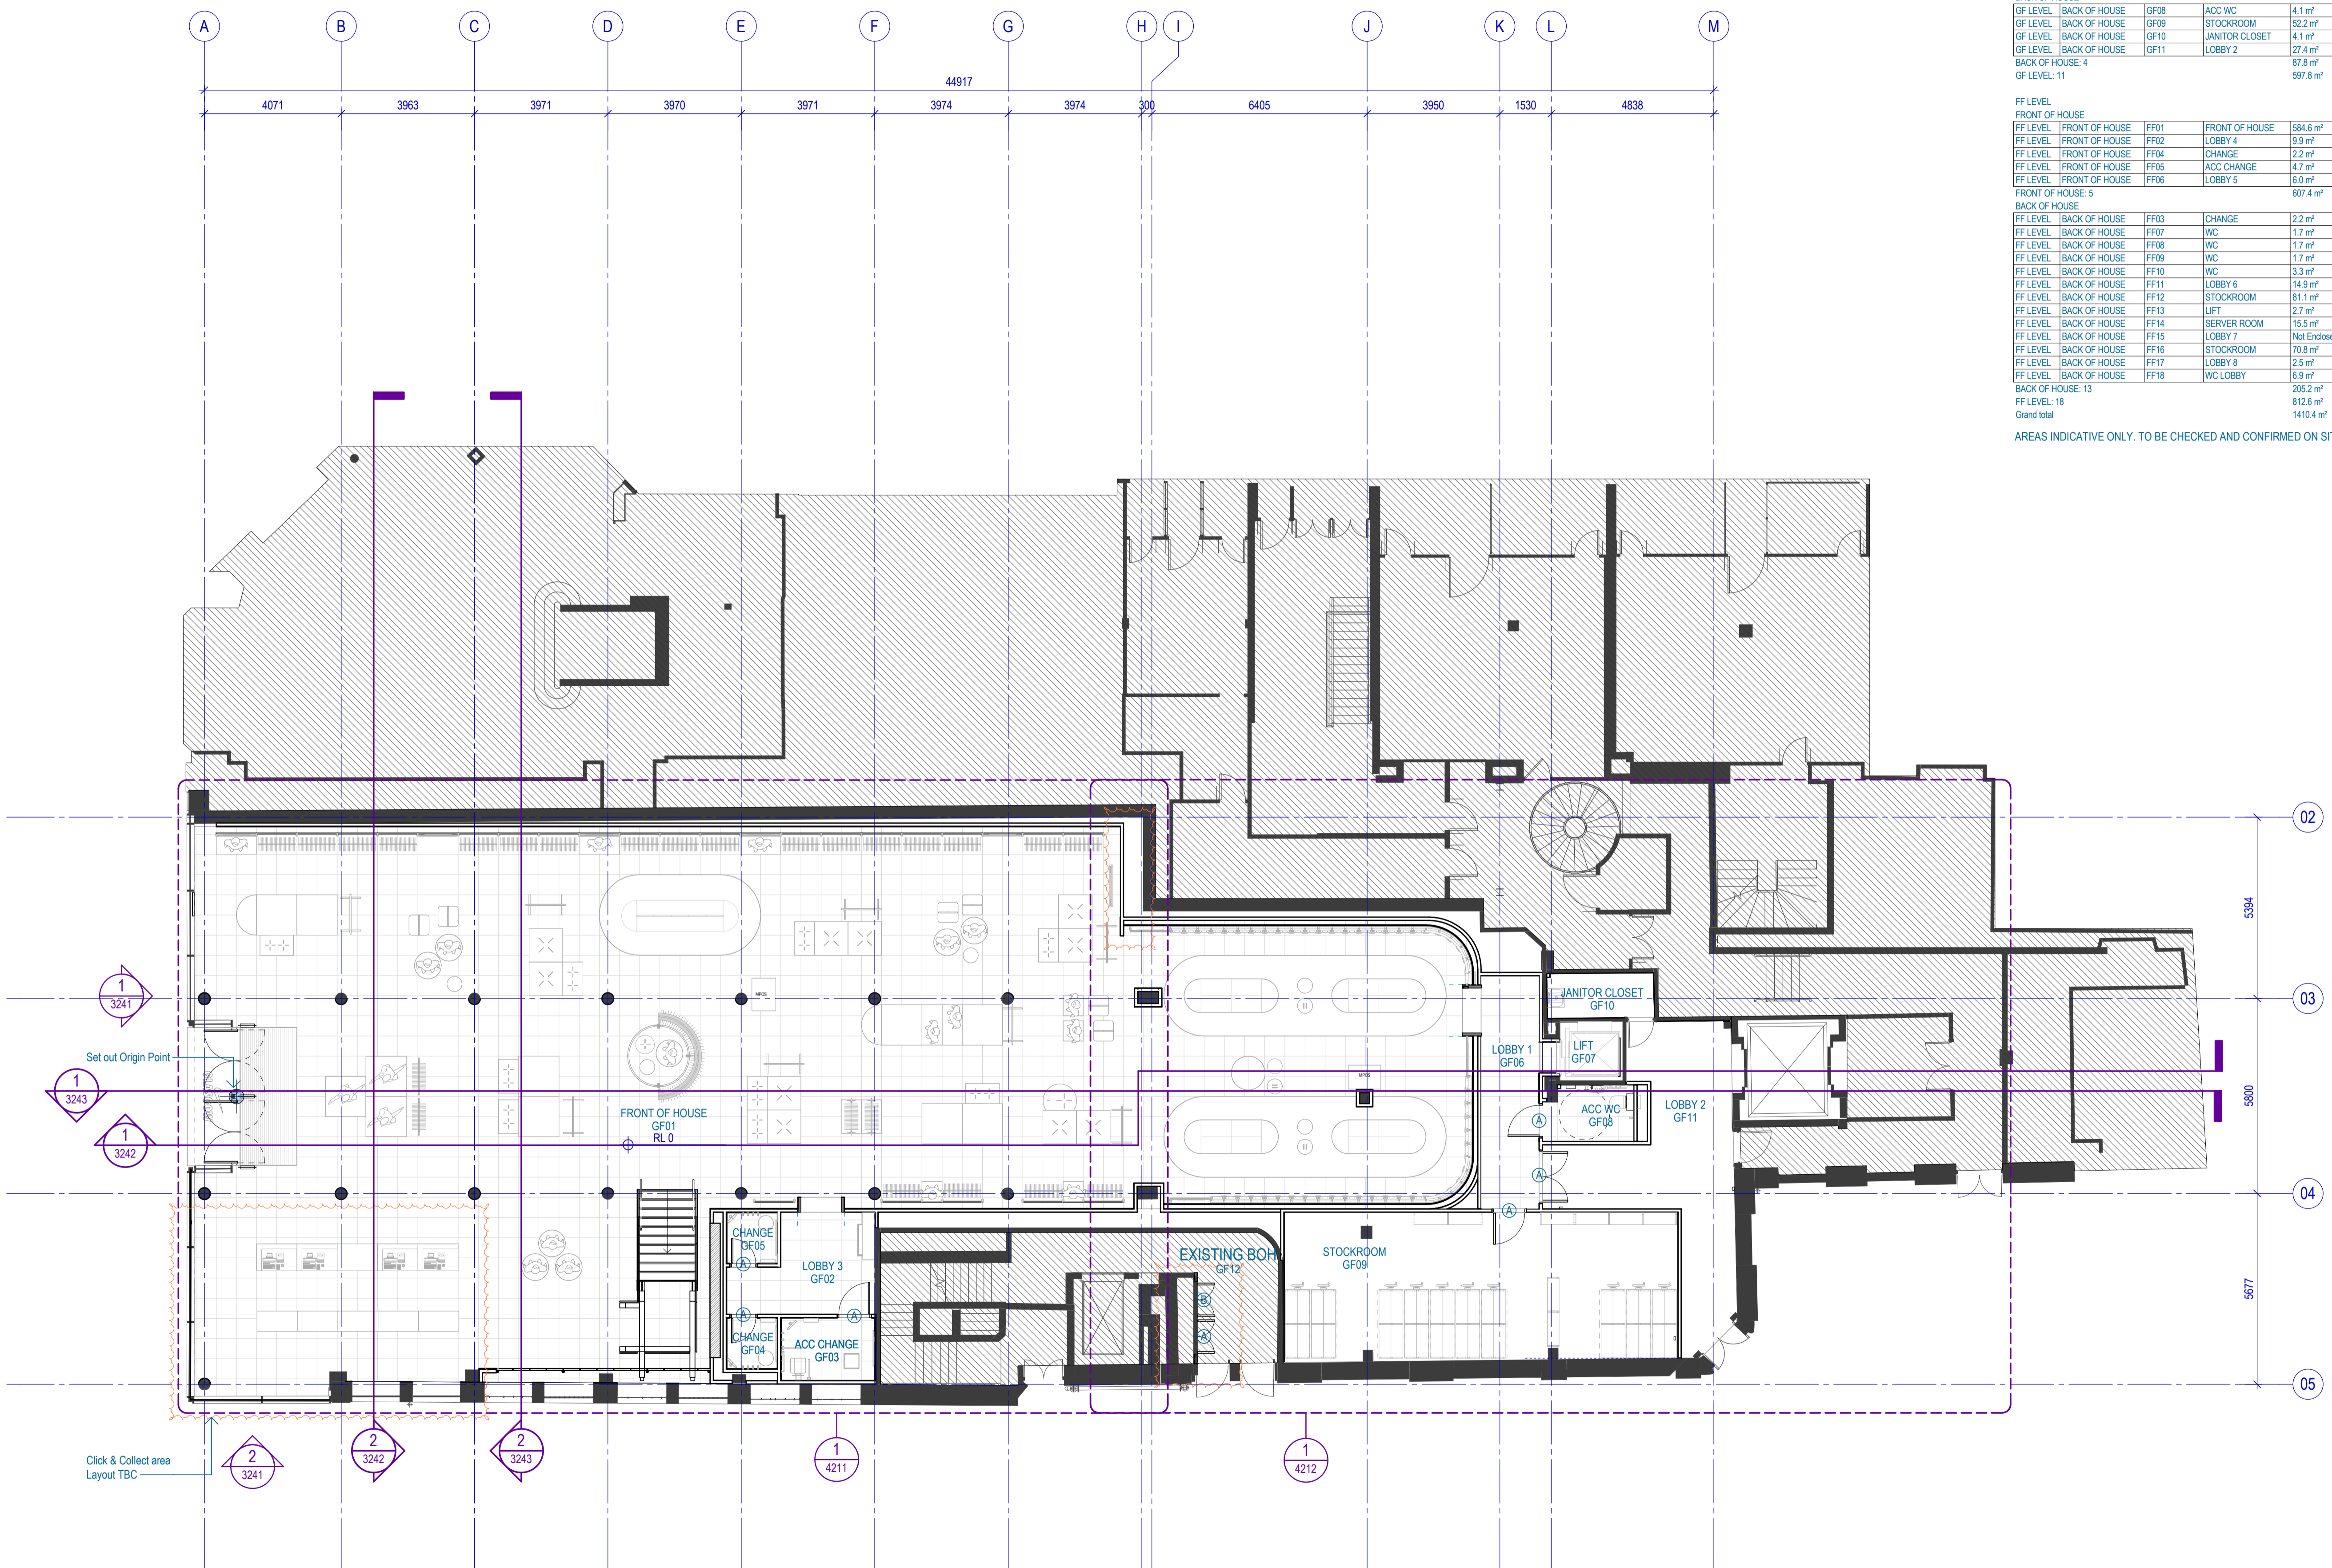 A B C D E F G H I J K L M
44917
4071 3963 3971 3970 3971 3974 3974 300 6405 3950 1530 4838
GF LEVEL BACK OF HOUSE GF08 ACC WC 4.1 m²
GF LEVEL BACK OF HOUSE GF09 STOCKROOM 52.2 m²
GF LEVEL BACK OF HOUSE GF10 JANITOR CLOSET 4.1 m²
GF LEVEL BACK OF HOUSE GF11 LOBBY 2 27.4 m²
BACK OF HOUSE: 4 87.8 m²
GF LEVEL: 11 597.8 m²
FF LEVEL
FRONT OF HOUSE
FF LEVEL FRONT OF HOUSE FF01 FRONT OF HOUSE 584.6 m²
FF LEVEL FRONT OF HOUSE FF02 LOBBY 4 9.9 m²
FF LEVEL FRONT OF HOUSE FF04 CHANGE 2.2 m²
FF LEVEL FRONT OF HOUSE FF05 ACC CHANGE 4.7 m²
FF LEVEL FRONT OF HOUSE FF06 LOBBY 5 6.0 m²
FRONT OF HOUSE: 5 607.4 m²
BACK OF HOUSE
FF LEVEL BACK OF HOUSE FF03 CHANGE 2.2 m²
FF LEVEL BACK OF HOUSE FF07 WC 1.7 m²
FF LEVEL BACK OF HOUSE FF08 WC 1.7 m²
FF LEVEL BACK OF HOUSE FF09 WC 1.7 m²
FF LEVEL BACK OF HOUSE FF10 WC 3.3 m²
FF LEVEL BACK OF HOUSE FF11 LOBBY 6 14.9 m²
FF LEVEL BACK OF HOUSE FF12 STOCKROOM 81.1 m²
FF LEVEL BACK OF HOUSE FF13 LIFT 2.7 m²
FF LEVEL BACK OF HOUSE FF14 SERVER ROOM 15.5 m²
FF LEVEL BACK OF HOUSE FF15 LOBBY 7 Not Enclose
FF LEVEL BACK OF HOUSE FF16 STOCKROOM 70.8 m²
FF LEVEL BACK OF HOUSE FF17 LOBBY 8 2.5 m²
FF LEVEL BACK OF HOUSE FF18 WC LOBBY 6.9 m²
BACK OF HOUSE: 13 205.2 m²
FF LEVEL: 18 812.6 m²
Grand total 1410.4 m²
AREAS INDICATIVE ONLY. TO BE CHECKED AND CONFIRMED ON SIT
02
5394
03
5800
04
5677
05
1
3241
Set out Origin Point
1
3243
1
3242
MPOS
FRONT OF HOUSE
GF01
RL 0
MPOS
JANITOR CLOSET
GF10
LOBBY 1
GF06
LIFT
GF07
ACC WC
GF08
LOBBY 2
GF11
A
A
A
CHANGE
GF05
A
LOBBY 3
GF02
A
A
CHANGE
GF04
ACC CHANGE
GF03
EXISTING BOH
GF12
B
A
STOCKROOM
GF09
Click & Collect area
Layout TBC
2
3241
2
3242
2
3243
1
4211
1
4212